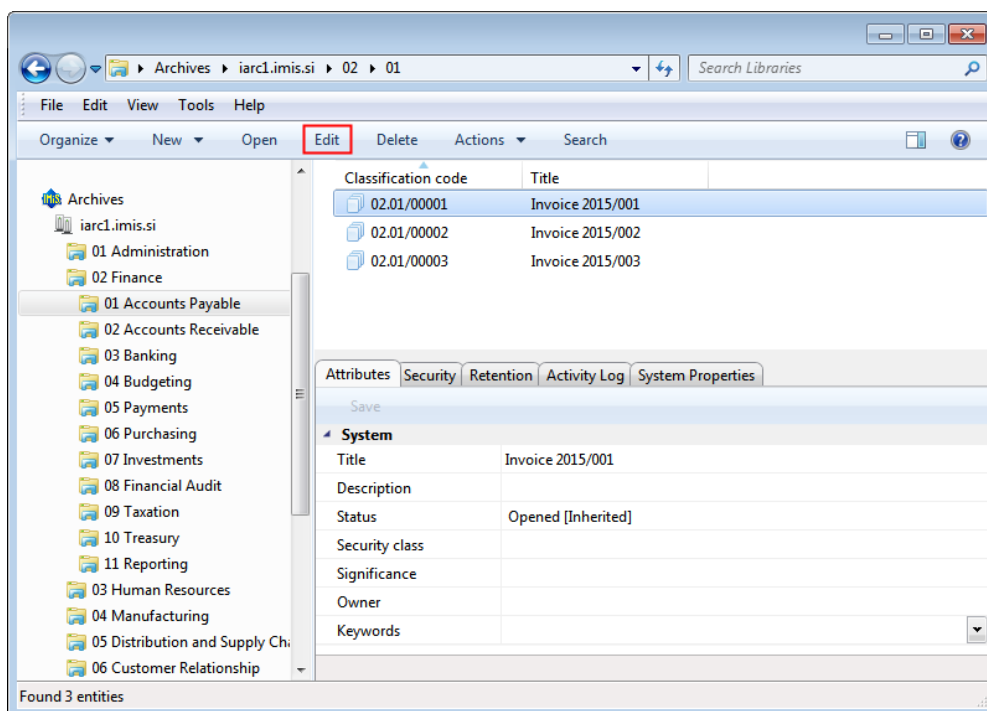 Archives iarc1.imis.si 02 01
Search Libraries
File Edit View Tools Help
Organize New Open Edit Delete Actions Search
Archives
iarc1.imis.si
01 Administration
02 Finance
01 Accounts Payable
02 Accounts Receivable
03 Banking
04 Budgeting
05 Payments
06 Purchasing
07 Investments
08 Financial Audit
09 Taxation
10 Treasury
11 Reporting
03 Human Resources
04 Manufacturing
05 Distribution and Supply Cha
06 Customer Relationship
Classification code Title
02.01/00001 Invoice 2015/001
02.01/00002 Invoice 2015/002
02.01/00003 Invoice 2015/003
Attributes Security Retention Activity Log System Properties
Save
System
Title Invoice 2015/001
Description
Status Opened [Inherited]
Security class
Significance
Owner
Keywords
Found 3 entities